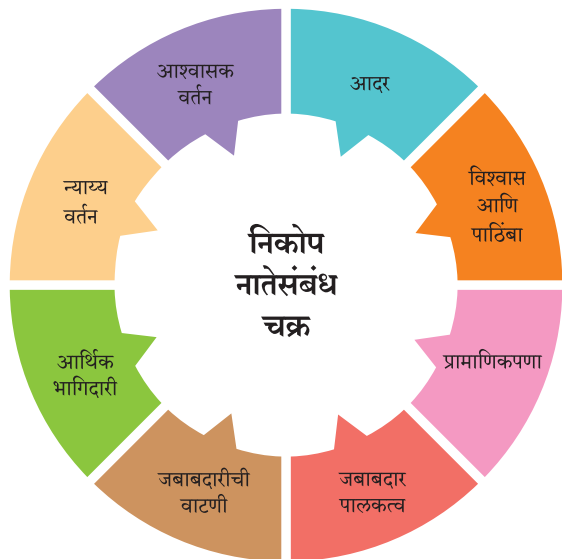 निकोप
नातेसंबंध
चक्र
आदर
विश्वास
आणि
पाठिंबा
प्रामाणिकपणा
जबाबदार
पालकत्व
जबाबदारीची
वाटणी
आर्थिक
भागिदारी
न्याय्य
वर्तन
आश्वासक
वर्तन